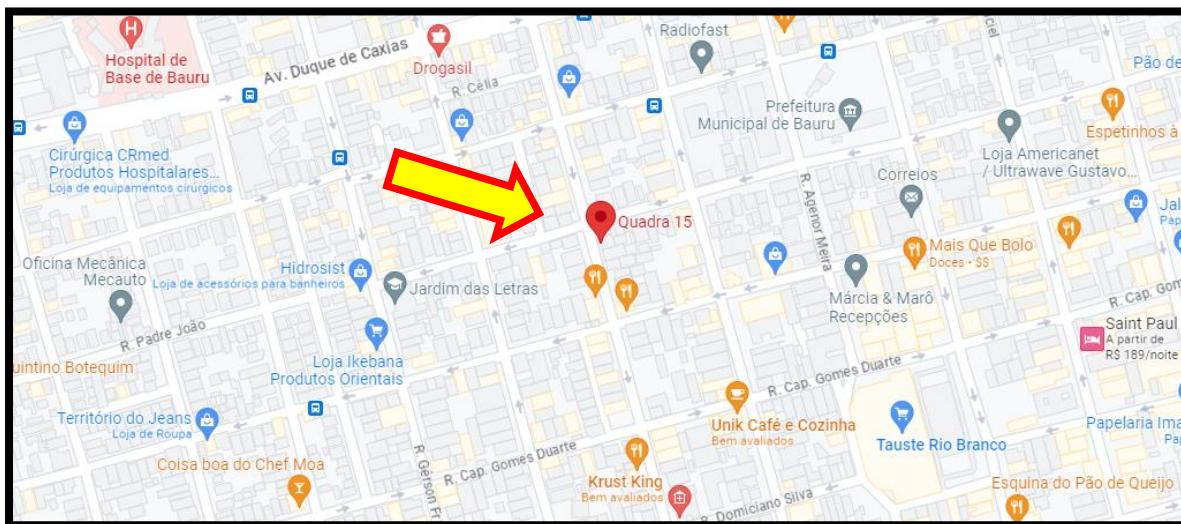 Radiofast
Hospital de
Base de Bauru
Av. Duque de Caxias
Drogasil
R. Célia
Pão de
Prefeitura
Municipal de Bauru
Espetinhos à
Cirúrgica CRmed
Produtos Hospitalares...
Loja de equipamentos cirúrgicos
Loja Americanet
/ Ultrawave Gustavo...
Correios
R. Agenor Meira
Jal
Pap
Quadra 15
Mais Que Bolo
Doces • $$
Oficina Mecânica
Mecauto
Hidrosist
Loja de acessórios para banheiros
Jardim das Letras
Márcia & Marô
Recepções
R. Cap. Gom
R. Padre João
Saint Paul
A partir de
R$ 189/noite
uintino Botequim
Loja Ikebana
Produtos Orientais
R. Cap. Gomes Duarte
Território do Jeans
Loja de Roupa
Unik Café e Cozinha
Bem avaliados
Tauste Rio Branco
Papelaria Ima
Pa
Coisa boa do Chef Moa
R. Gerson Fr
R. Cap. Gomes Duarte
Krust King
Bem avaliados
R. Domiciano Silva
Esquina do Pão de Queijo